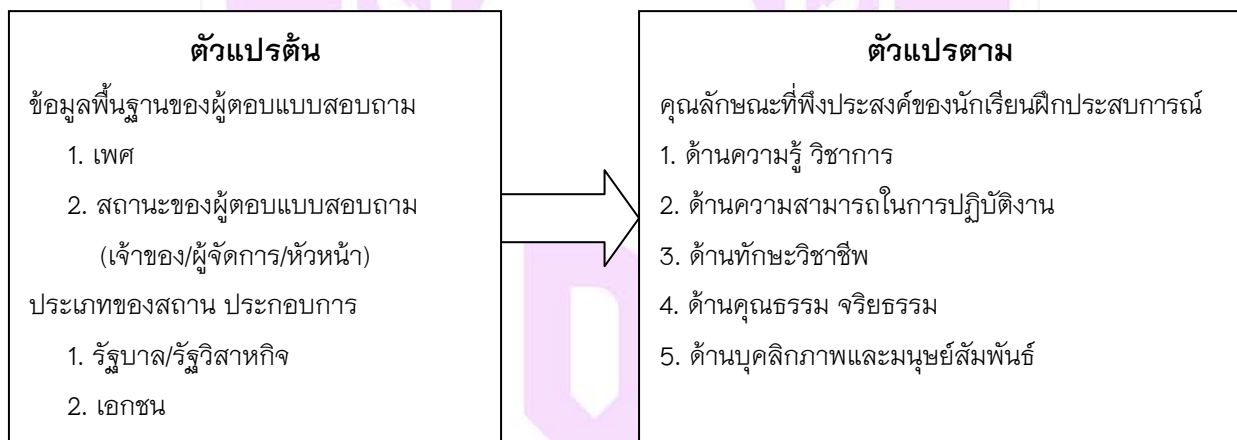 ตัวแปรต้น
ข้อมูลพื้นฐานของผู้ตอบแบบสอบถาม
1. เพศ
2. สถานะของผู้ตอบแบบสอบถาม
(เจ้าของ/ผู้จัดการ/หัวหน้า)
ประเภทของสถาน ประกอบการ
1. รัฐบาล/รัฐวิสาหกิจ
2. เอกชน
ตัวแปรตาม
คุณลักษณะที่พึงประสงค์ของนักเรียนฝึกประสบการณ์
1. ด้านความรู้ วิชาการ
2. ด้านความสามารถในการปฏิบัติงาน
3. ด้านทักษะวิชาชีพ
4. ด้านคุณธรรม จริยธรรม
5. ด้านบุคลิกภาพและมนุษย์สัมพันธ์